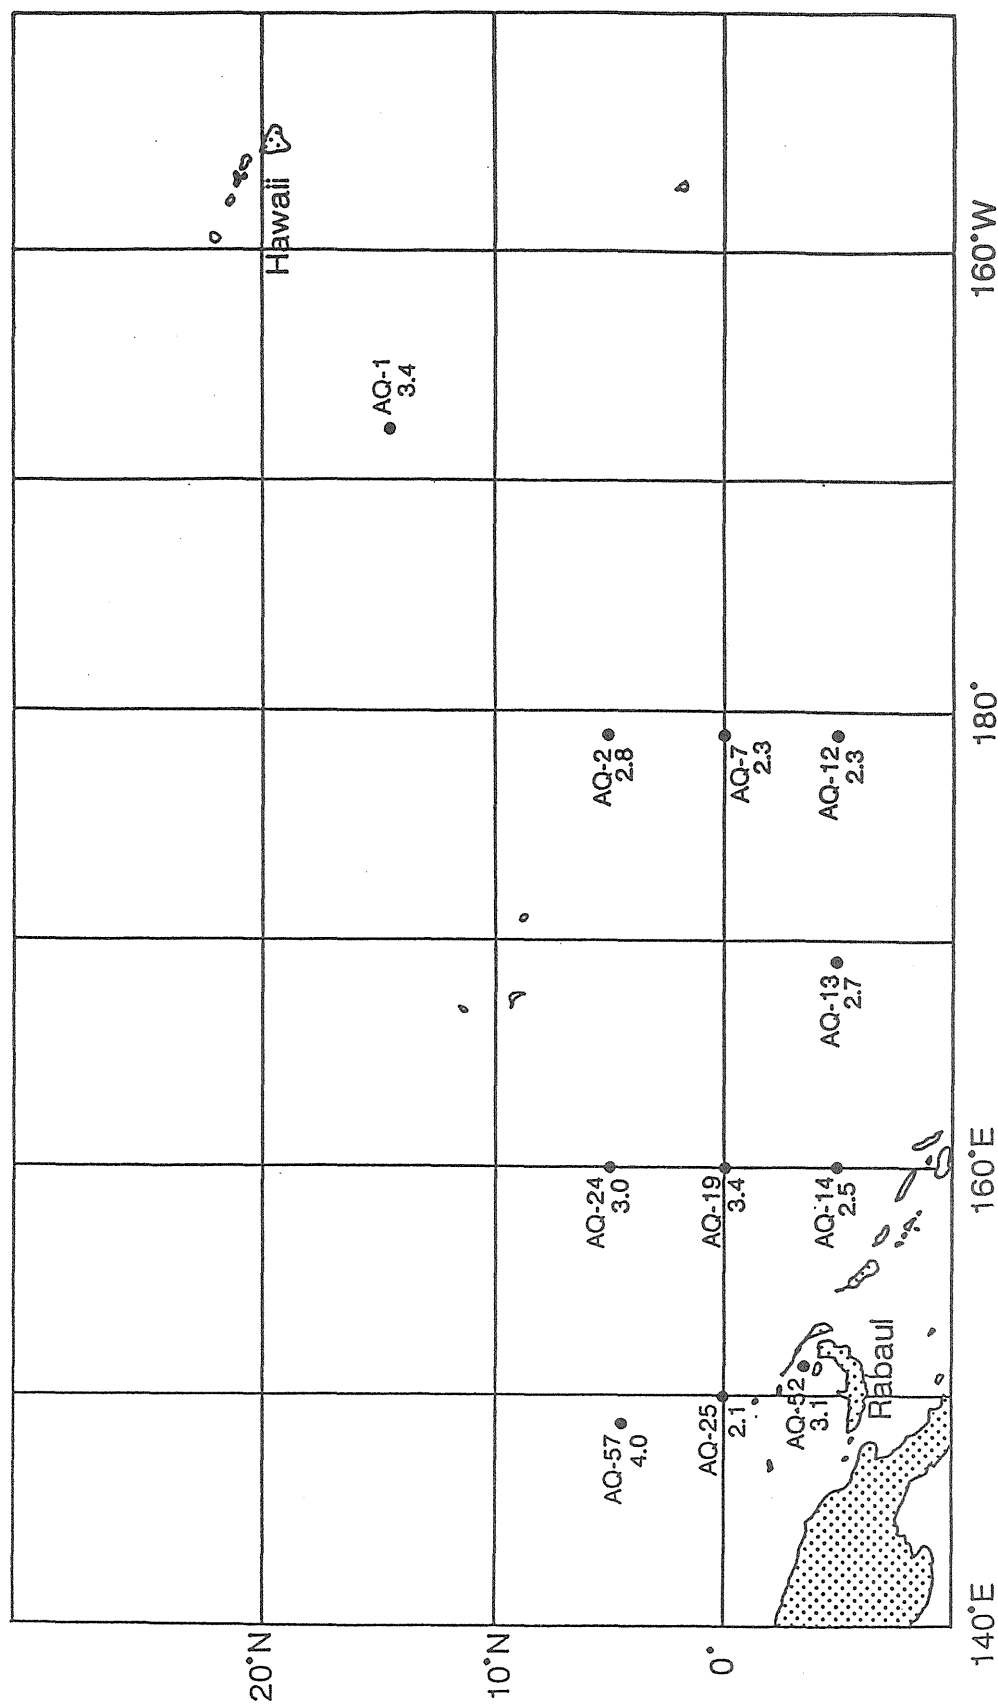 20°N
10°N
0°
140°E
160°E
180°
160°W
Hawaii
AQ-1
3.4
AQ-2
2.8
AQ-7
2.3
AQ-12
2.3
AQ-13
2.7
AQ-24
3.0
AQ-19
3.4
AQ-14
2.5
AQ-57
4.0
AQ-25
2.1
AQ-52
3.1
Rabaul